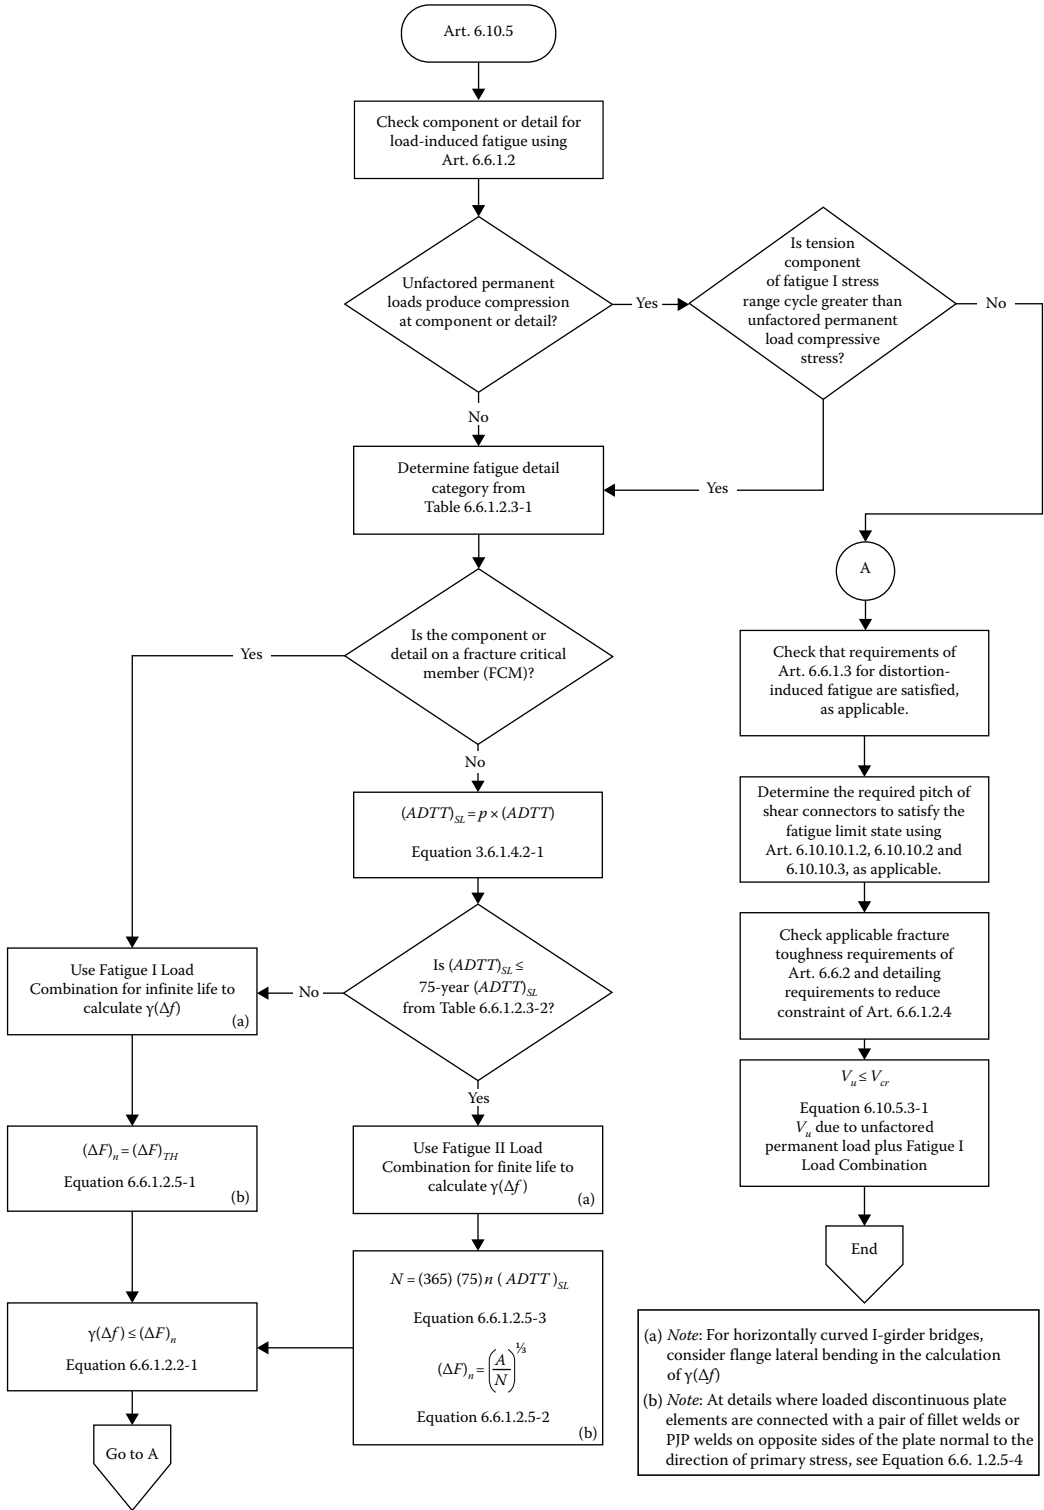 Art. 6.10.5
Check component or detail for
load-induced fatigue using
Art. 6.6.1.2
Unfactored permanent
loads produce compression
at component or detail?
Yes
Is tension
component
of fatigue I stress
range cycle greater than
unfactored permanent
load compressive
stress?
No
No
Yes
Determine fatigue detail
category from
Table 6.6.1.2.3-1
Is the component or
detail on a fracture critical
member (FCM)?
Yes
No
(ADTT)SL = p × (ADTT)
Equation 3.6.1.4.2-1
Is (ADTT)SL ≤
75-year (ADTT)SL
from Table 6.6.1.2.3-2?
No
Yes
Use Fatigue I Load
Combination for infinite life to
calculate γ(Δf)
(a)
(ΔF)n = (ΔF)TH
Equation 6.6.1.2.5-1
(b)
Use Fatigue II Load
Combination for finite life to
calculate γ(Δf)
(a)
N = (365) (75) n ( ADTT )SL
Equation 6.6.1.2.5-3
(ΔF)n = (A/N)⅓
Equation 6.6.1.2.5-2
(b)
γ(Δf) ≤ (ΔF)n
Equation 6.6.1.2.2-1
Go to A
A
Check that requirements of
Art. 6.6.1.3 for distortion-
induced fatigue are satisfied,
as applicable.
Determine the required pitch of
shear connectors to satisfy the
fatigue limit state using
Art. 6.10.10.1.2, 6.10.10.2 and
6.10.10.3, as applicable.
Check applicable fracture
toughness requirements of
Art. 6.6.2 and detailing
requirements to reduce
constraint of Art. 6.6.1.2.4
Vu ≤ Vcr
Equation 6.10.5.3-1
Vu due to unfactored
permanent load plus Fatigue I
Load Combination
End
(a) Note: For horizontally curved I-girder bridges,
consider flange lateral bending in the calculation
of γ(Δf)
(b) Note: At details where loaded discontinuous plate
elements are connected with a pair of fillet welds or
PJP welds on opposite sides of the plate normal to the
direction of primary stress, see Equation 6.6. 1.2.5-4